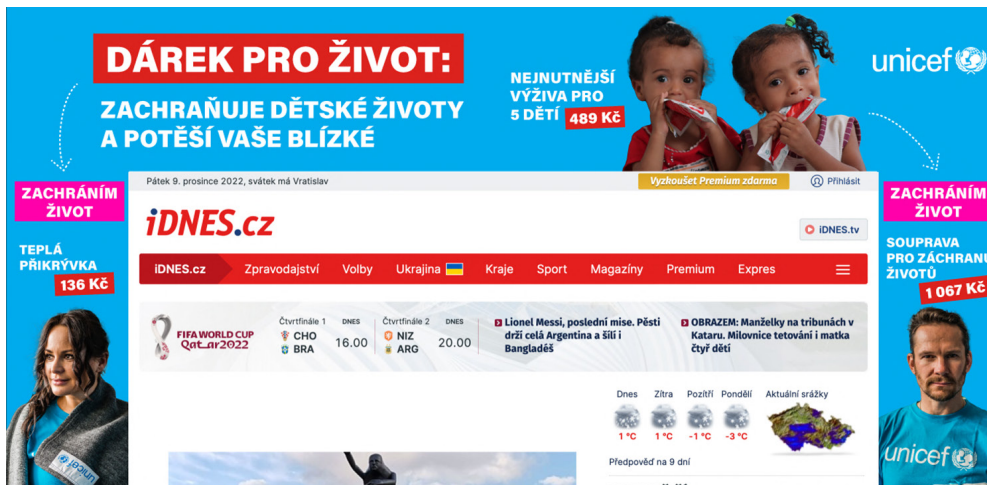 DÁREK PRO ŽIVOT:
ZACHRAŇUJE DĚTSKÉ ŽIVOTY
A POTĚŠÍ VAŠE BLÍZKÉ
NEJNUTNĚJŠÍ
VÝŽIVA PRO
5 DĚTÍ 489 Kč
unicef
ZACHRÁNÍM
ŽIVOT
TEPLÁ
PŘIKRÝVKA
136 Kč
unicef
Pátek 9. prosince 2022, svátek má Vratislav
Vyzkoušet Premium zdarma
Přihlásit
iDNES.cz
iDNES.tv
iDNES.cz Zpravodajství Volby Ukrajina Kraje Sport Magazíny Premium Expres
FIFA WORLD CUP
Qatar2022
Čtvrtfinále 1 DNES
CHO
BRA
16.00
Čtvrtfinále 2 DNES
NIZ
ARG
20.00
Lionel Messi, poslední mise. Pěsti
drží celá Argentina a šílí i
Bangladéš
OBRAZEM: Manželky na tribunách v
Kataru. Milovnice tetování i matka
čtyř dětí
Dnes Zítra Pozítří Pondělí
1 °C 1 °C -1 °C -3 °C
Aktuální srážky
Předpověď na 9 dní
ZACHRÁNÍM
ŽIVOT
SOUPRAVA
PRO ZÁCHRANU
ŽIVOTŮ
1 067 Kč
unicef